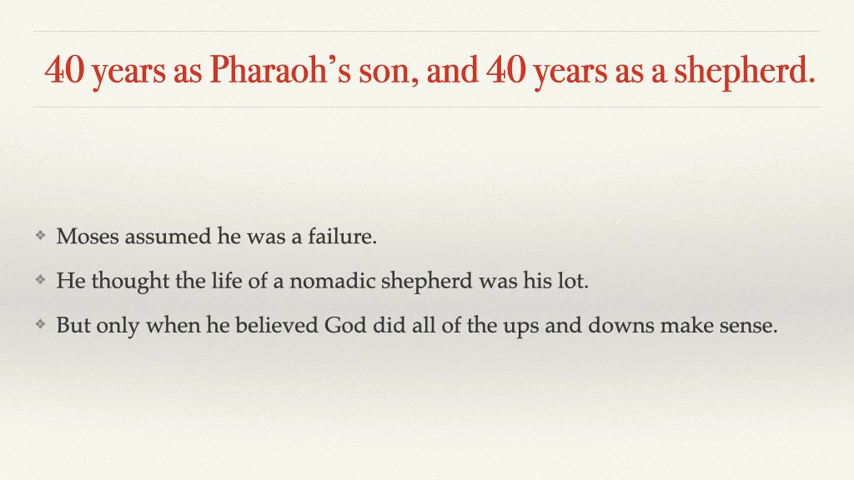 40 years as Pharaoh’s son, and 40 years as a shepherd.
Moses assumed he was a failure.
He thought the life of a nomadic shepherd was his lot.
But only when he believed God did all of the ups and downs make sense.